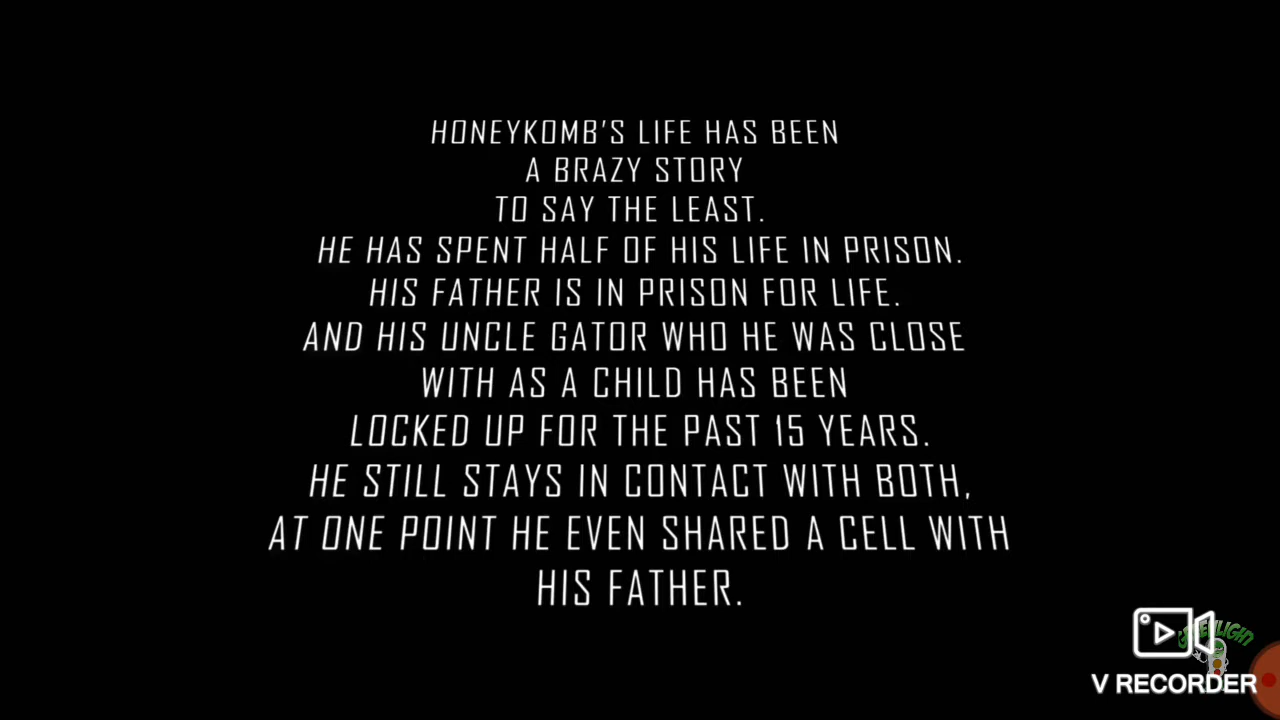 HONEYKOMB'S LIFE HAS BEEN
A BRAZY STORY
TO SAY THE LEAST.
HE HAS SPENT HALF OF HIS LIFE IN PRISON.
HIS FATHER IS IN PRISON FOR LIFE.
AND HIS UNCLE GATOR WHO HE WAS CLOSE
WITH AS A CHILD HAS BEEN
LOCKED UP FOR THE PAST 15 YEARS.
HE STILL STAYS IN CONTACT WITH BOTH,
AT ONE POINT HE EVEN SHARED A CELL WITH
HIS FATHER.
V RECORDER